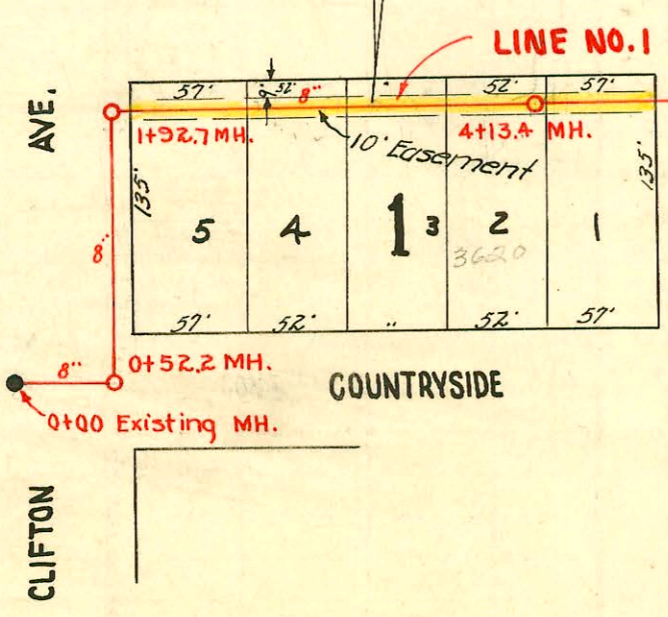 LINE NO.1
AVE.
57'
9'
52'
8"
52'
57'
1+92.7 MH.
10' Easement
4+13.4 MH.
135'
135'
5
4
1
3
2
1
3620
8"
57'
52'
"
52'
57'
0+52.2 MH.
8"
COUNTRYSIDE
0+00 Existing MH.
CLIFTON